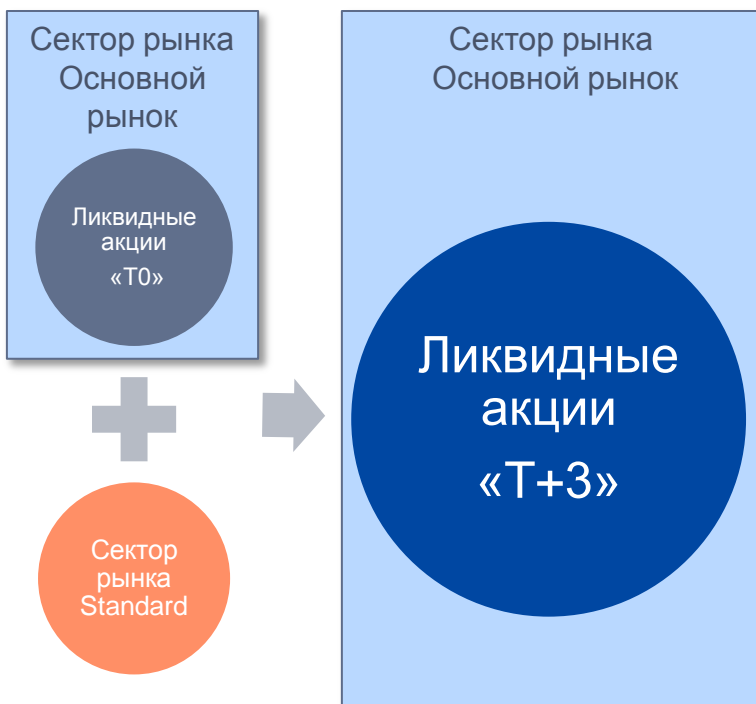 Сектор рынка
Основной
рынок
Ликвидные
акции
«Т0»
Сектор
рынка
Standard
Сектор рынка
Основной рынок
Ликвидные
акции
«Т+3»